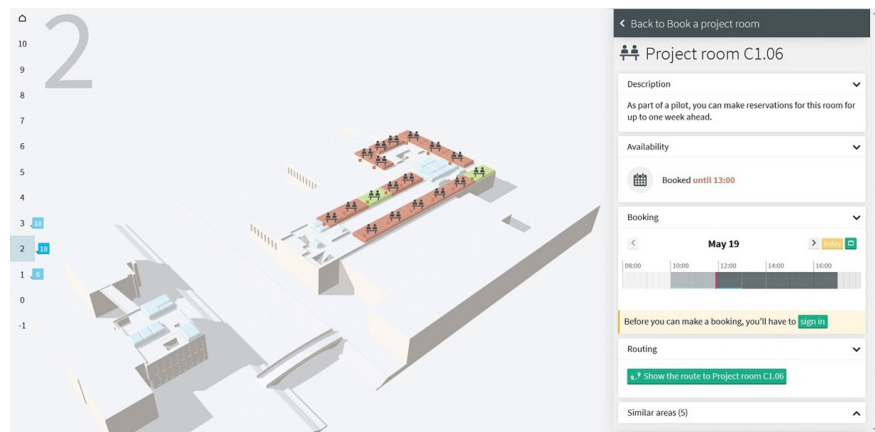 2
10
9
8
7
6
5
4
3 18
2 18
1 6
0
-1
Back to Book a project room
Project room C1.06
Description
As part of a pilot, you can make reservations for this room for
up to one week ahead.
Availability
Booked until 13:00
Booking
May 19
today
08:00 10:00 12:00 14:00 16:00
Before you can make a booking, you'll have to sign in
Routing
Show the route to Project room C1.06
Similar areas (5)